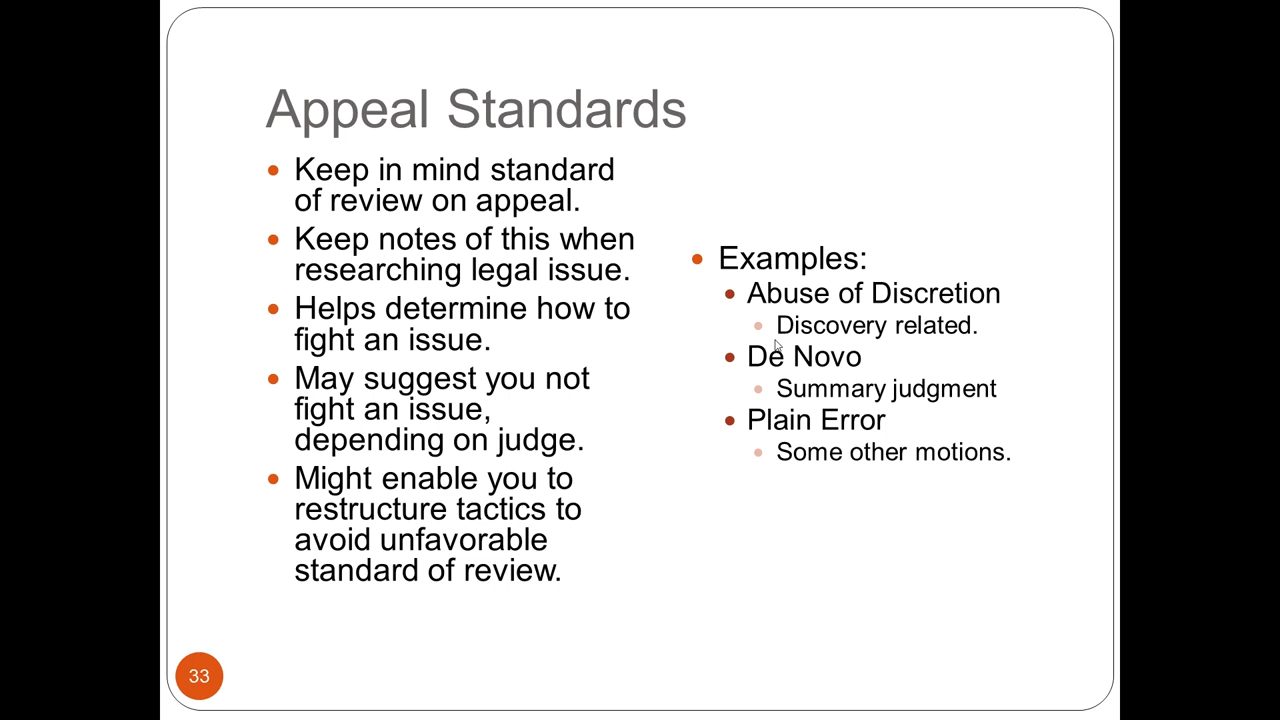 Appeal Standards
• Keep in mind standard
of review on appeal.
• Keep notes of this when
researching legal issue.
• Helps determine how to
fight an issue.
• May suggest you not
fight an issue,
depending on judge.
• Might enable you to
restructure tactics to
avoid unfavorable
standard of review.
• Examples:
• Abuse of Discretion
• Discovery related.
• De Novo
• Summary judgment
• Plain Error
• Some other motions.
33